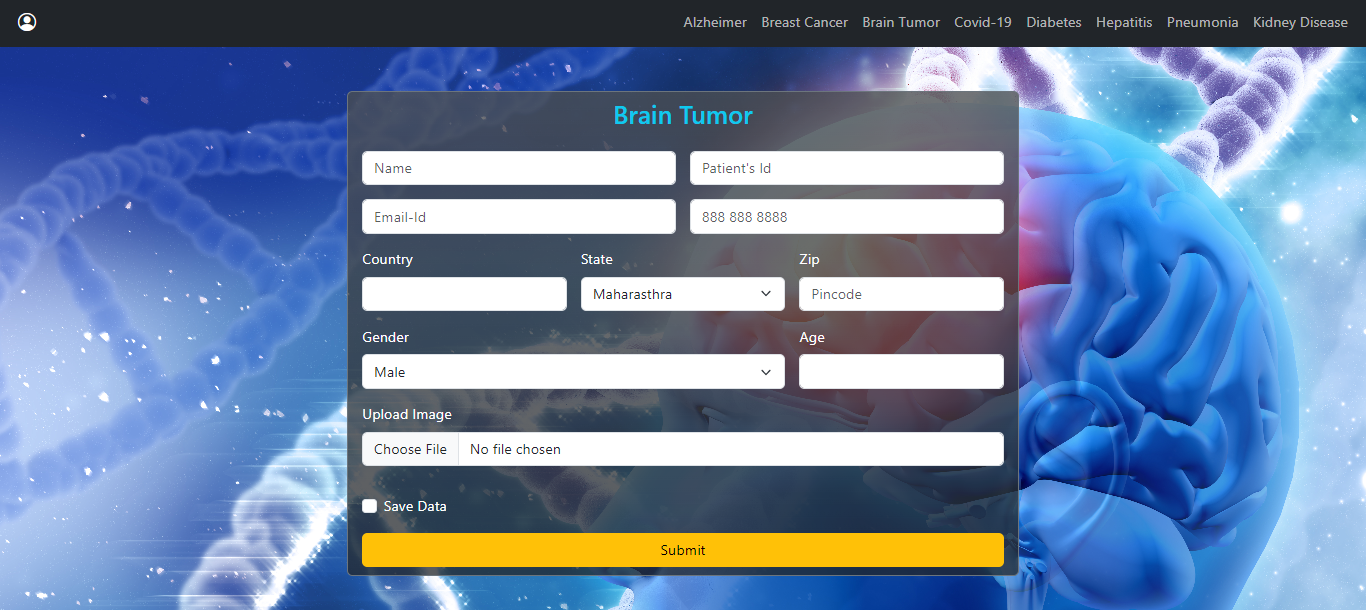 Alzheimer Breast Cancer Brain Tumor Covid-19 Diabetes Hepatitis Pneumonia Kidney Disease
Brain Tumor
Name Patient's Id
Email-Id 888 888 8888
Country State Zip
Maharasthra Pincode
Gender Age
Male
Upload Image
Choose File No file chosen
Save Data
Submit